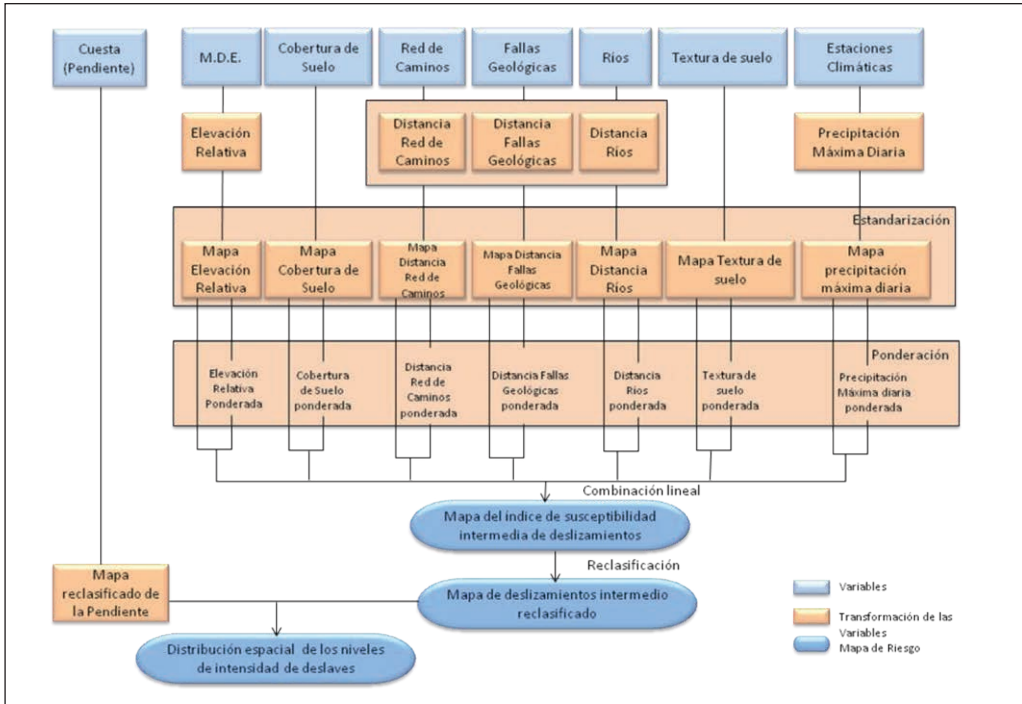 Cuesta
(Pendiente)
M.D.E.
Cobertura de
Suelo
Red de
Caminos
Fallas
Geológicas
Ríos
Textura de suelo
Estaciones
Climáticas
Elevación
Relativa
Distancia
Red de
Caminos
Distancia
Fallas
Geológicas
Distancia
Ríos
Precipitación
Máxima Diaria
Estandarización
Mapa
Elevación
Relativa
Mapa
Cobertura de
Suelo
Mapa
Distancia
Red de
Caminos
Mapa Distancia
Fallas
Geológicas
Mapa
Distancia
Ríos
Mapa Textura de
suelo
Mapa
precipitación
máxima diaria
Ponderación
Elevación
Relativa
Ponderada
Cobertura
de Suelo
ponderada
Distancia
Red de
Caminos
ponderada
Distancia Fallas
Geológicas
ponderada
Distancia
Ríos
ponderada
Textura de
suelo
ponderada
Precipitación
Máxima diaria
ponderada
Combinación lineal
Mapa del índice de susceptibilidad
intermedia de deslizamientos
Reclasificación
Mapa
reclasificado de
la Pendiente
Mapa de deslizamientos intermedio
reclasificado
Distribución espacial de los niveles
de intensidad de deslaves
Variables
Transformación de las
Variables
Mapa de Riesgo